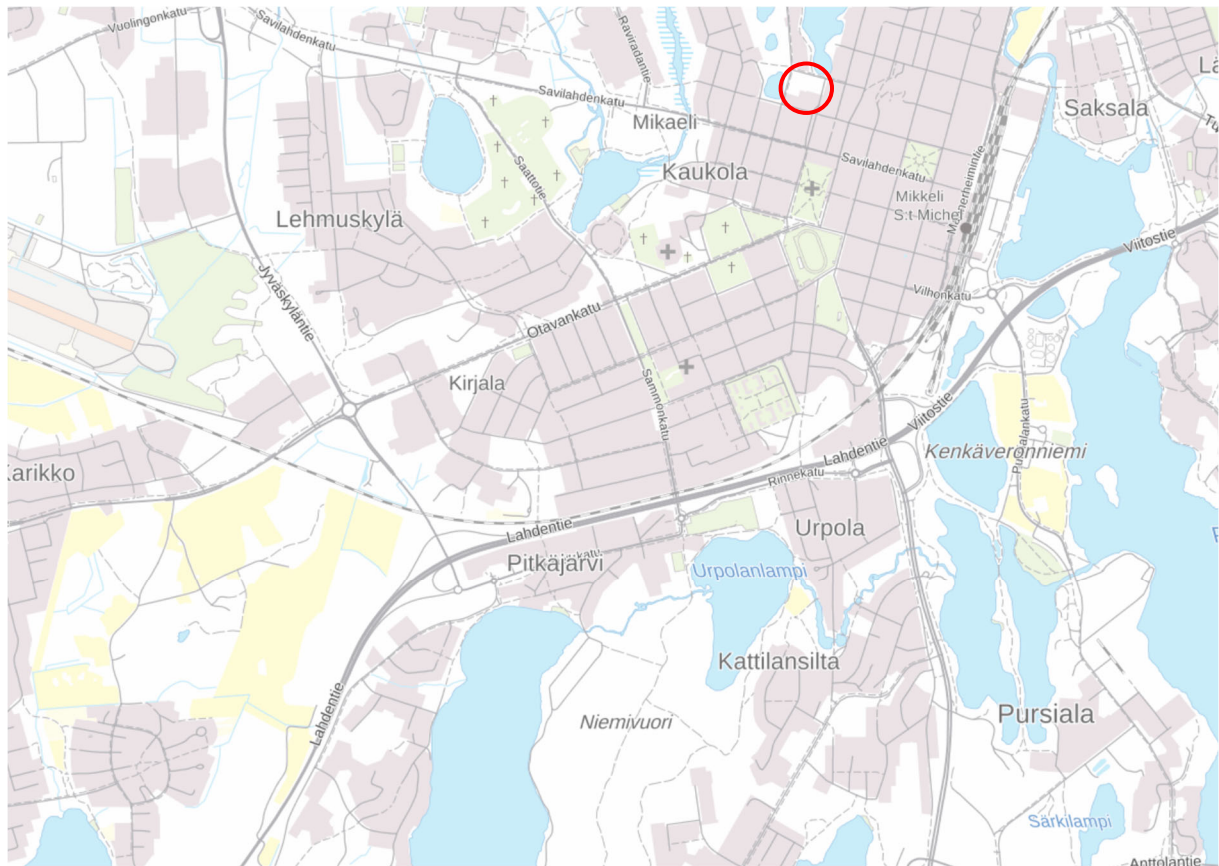 Vuolingonkatu
Savilahdenkatu
Raviradantie
Savilahdenkatu
Mikaeli
Saksala
Kaukola
Savilahdenkatu
Saattotie
Lehmuskylä
Mikkeli
S:t Michel
Viitostie
Jyväskyläntie
Vilhonkatu
Otavankatu
Kirjala
Sammonkatu
Viitostie
Lahdentie
Kenkäveronniemi
Karikko
Rinnekatu
Lahdentie
Urpola
Pitkäjärvi
katu
Urpolanlampi
Kattilansilta
Lahdentie
Niemivuori
Pursiala
Särkilampi
Anttolantie